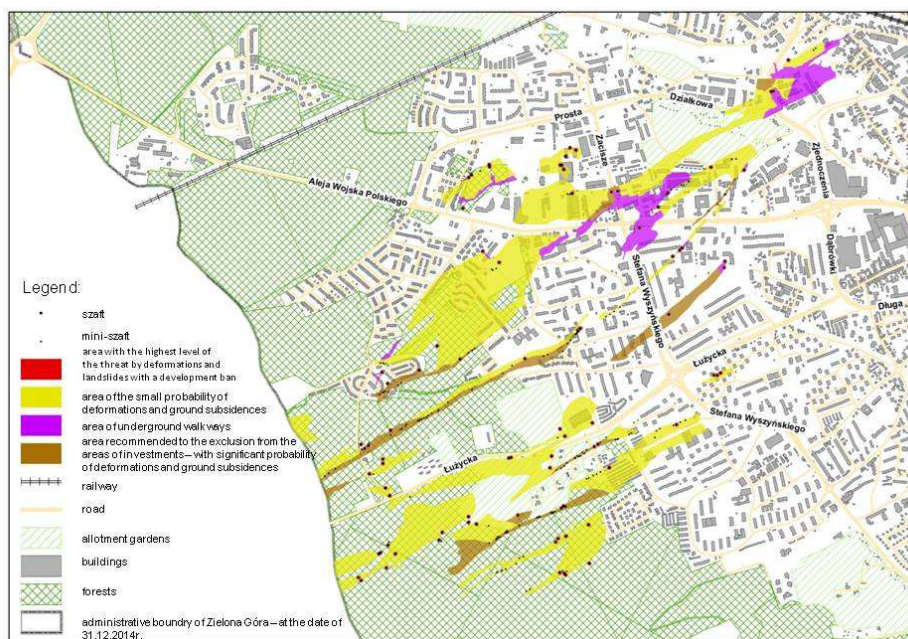 Prosta
Działkowa
Zacisze
Zjednoczenia
Aleja Wojska Polskiego
Dąbrówki
Stefana Wyszyńskiego
Długa
Łużycka
Stefana Wyszyńskiego
Łużycka
Legend:
szaft
mini-szaft
area with the highest level of
the threat by deformations and
landslides with a development ban
area of the small probability of
deformations and ground subsidences
area of underground walkways
area recommended to the exclusion from the
areas of investments – with significant probability
of deformations and ground subsidences
railway
road
allotment gardens
buildings
forests
administrative boundry of Zielona Góra – at the date of
31.12.2014r.